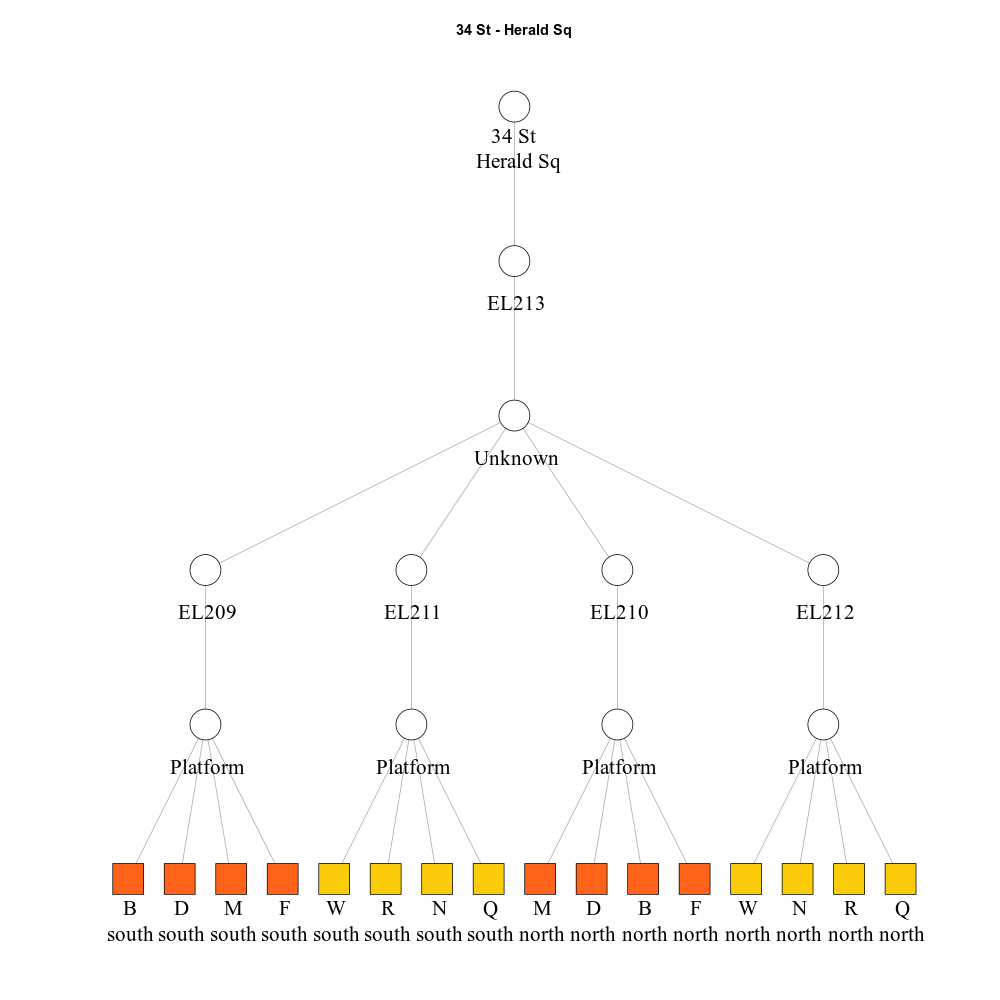 34 St - Herald Sq
34 St
Herald Sq
EL213
Unknown
EL209 EL211 EL210 EL212
Platform Platform Platform Platform
B D M F W R N Q M D B F W N R Q
south south south south south south south south north north north north north north north north